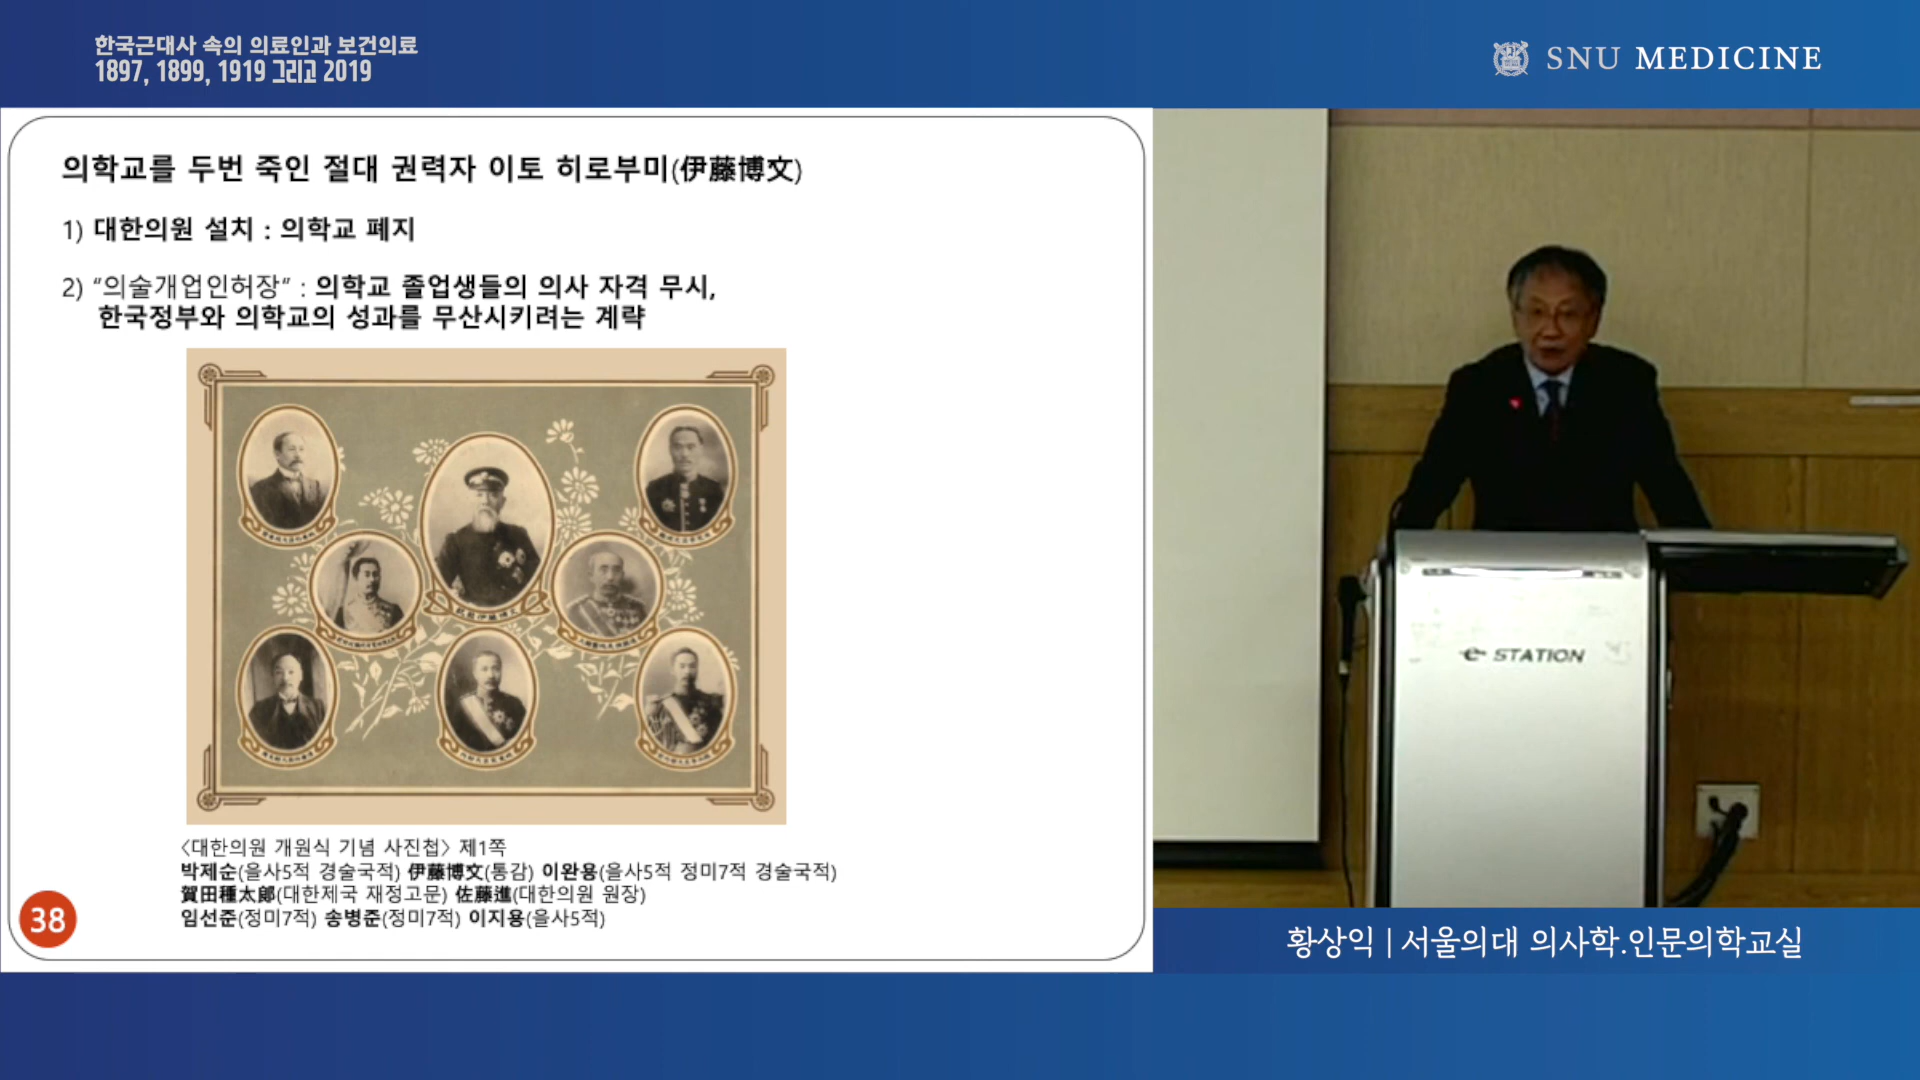 한국근대사 속의 의료인과 보건의료
1897, 1899, 1919 그리고 2019
SNU MEDICINE
의학교를 두번 죽인 절대 권력자 이토 히로부미(伊藤博文)
1) 대한의원 설치 : 의학교 폐지
2) “의술개업인허장” : 의학교 졸업생들의 의사 자격 무시,
한국정부와 의학교의 성과를 무산시키려는 계략
<대한의원 개원식 기념 사진첩> 제1쪽
박제순(을사5적 경술국적) 伊藤博文(통감) 이완용(을사5적 정미7적 경술국적)
賀田種太郞(대한제국 재정고문) 佐藤進(대한의원 원장)
임선준(정미7적) 송병준(정미7적) 이지용(을사5적)
38
e-STATION
황상익 | 서울의대 의사학.인문의학교실